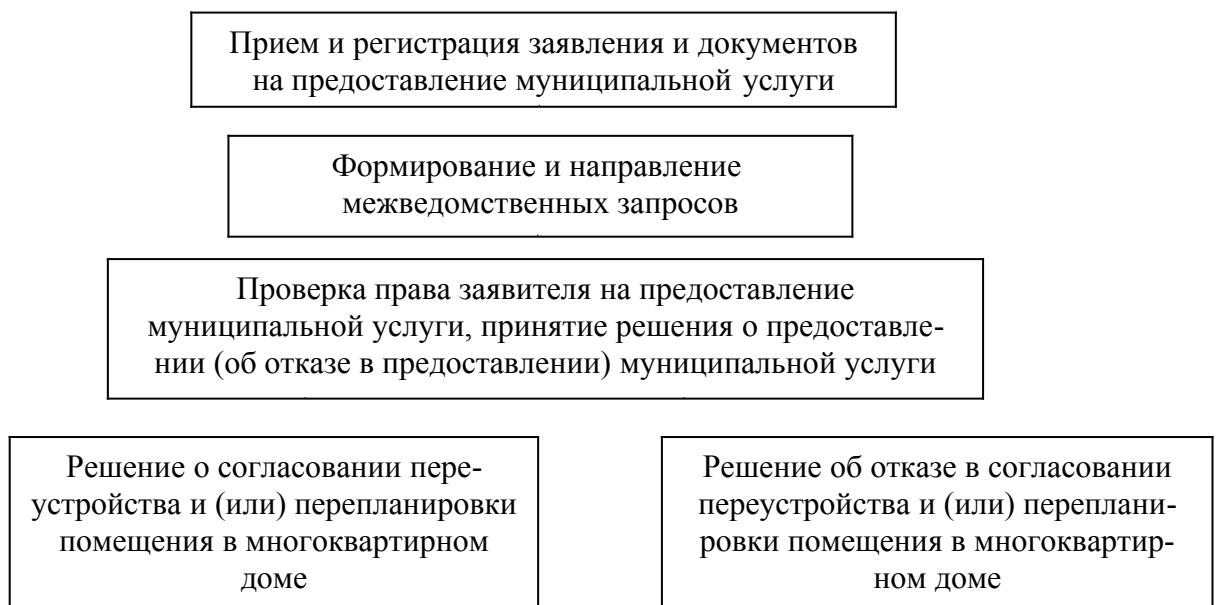 Прием и регистрация заявления и документов
на предоставление муниципальной услуги
Формирование и направление
межведомственных запросов
Проверка права заявителя на предоставление
муниципальной услуги, принятие решения о предоставле-
нии (об отказе в предоставлении) муниципальной услуги
Решение о согласовании пере-
устройства и (или) перепланировки
помещения в многоквартирном
доме
Решение об отказе в согласовании
переустройства и (или) переплани-
ровки помещения в многоквартир-
ном доме